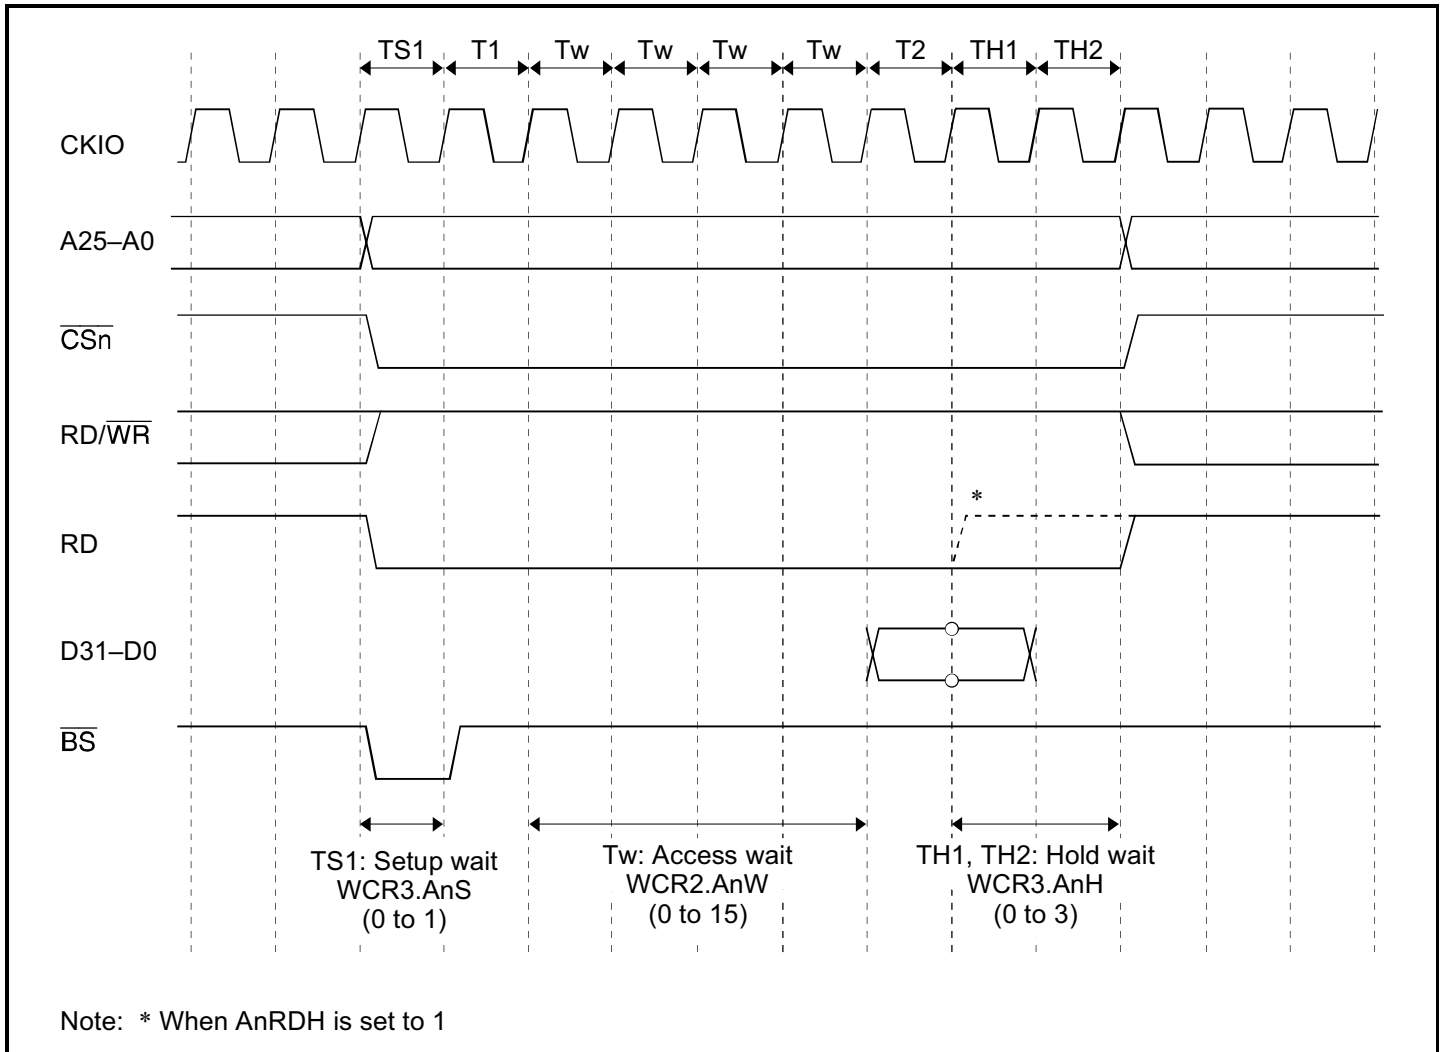 TS1 T1 Tw Tw Tw Tw T2 TH1 TH2
CKIO
A25–A0
CSn
RD/WR
*
RD
D31–D0
BS
TS1: Setup wait
WCR3.AnS
(0 to 1)
Tw: Access wait
WCR2.AnW
(0 to 15)
TH1, TH2: Hold wait
WCR3.AnH
(0 to 3)
Note: * When AnRDH is set to 1